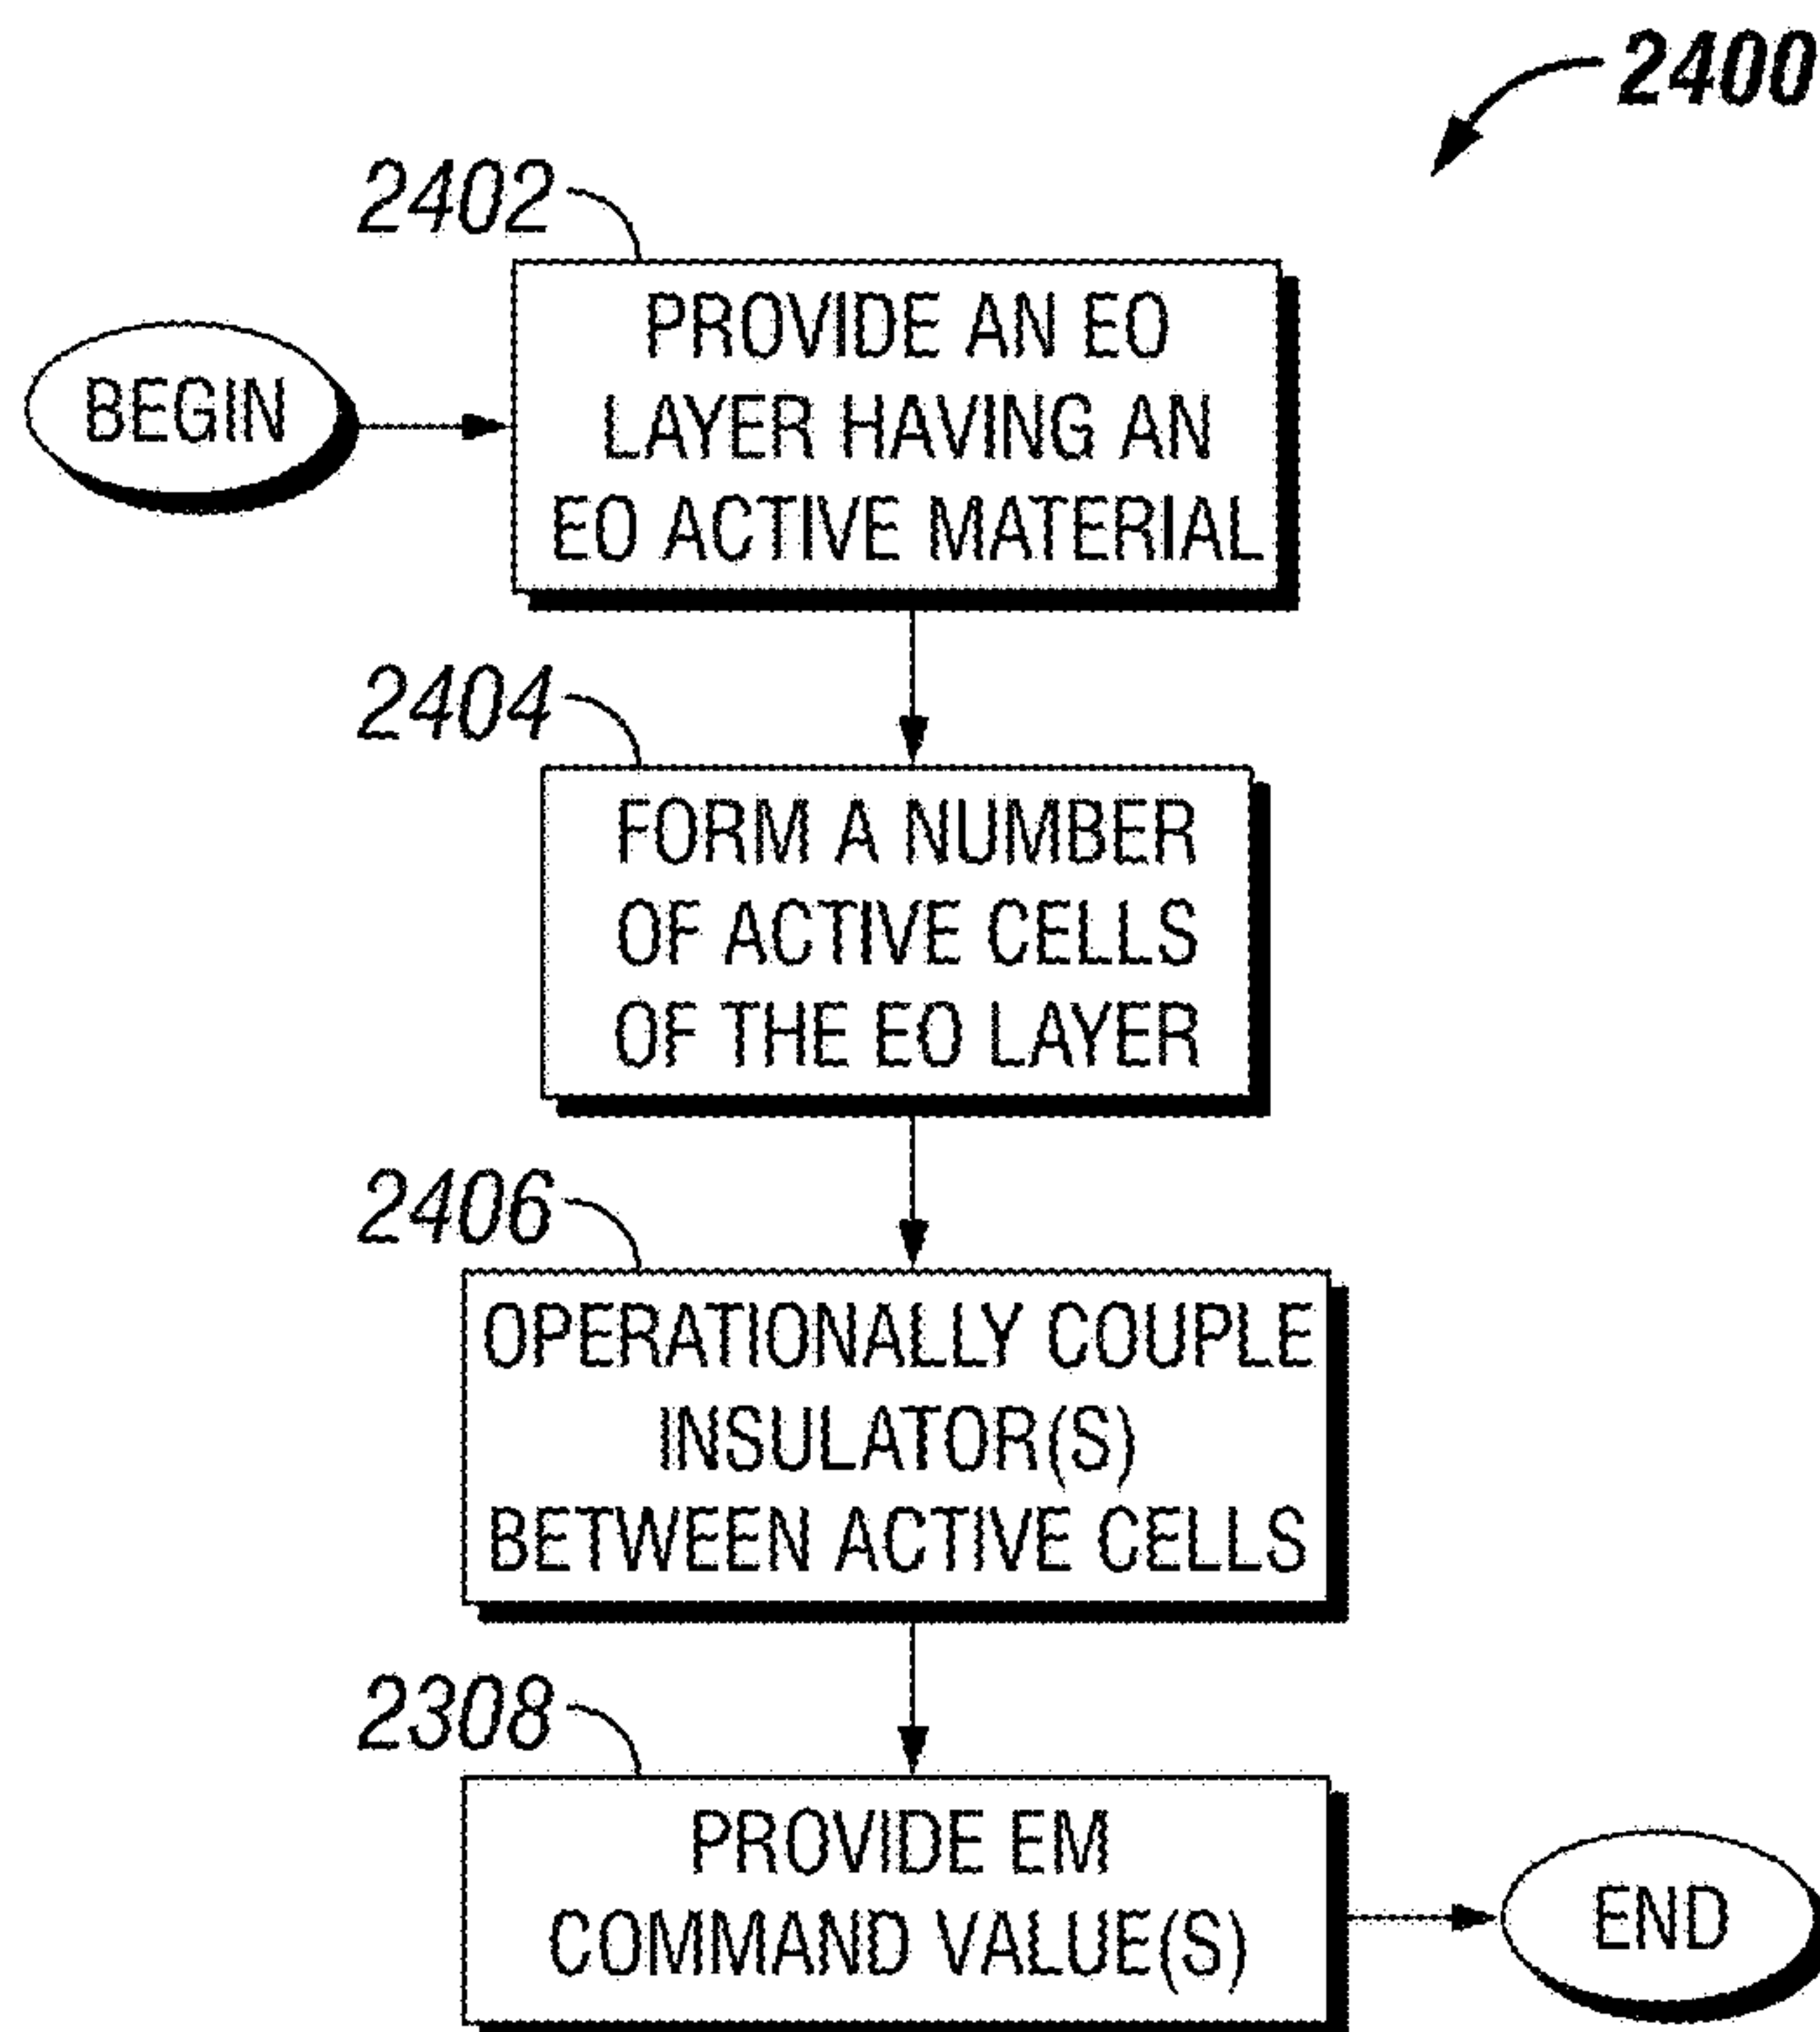 2400
2402
PROVIDE AN EO
LAYER HAVING AN
EO ACTIVE MATERIAL
BEGIN
2404
FORM A NUMBER
OF ACTIVE CELLS
OF THE EO LAYER
2406
OPERATIONALLY COUPLE
INSULATOR(S)
BETWEEN ACTIVE CELLS
2308
PROVIDE EM
COMMAND VALUE(S)
END